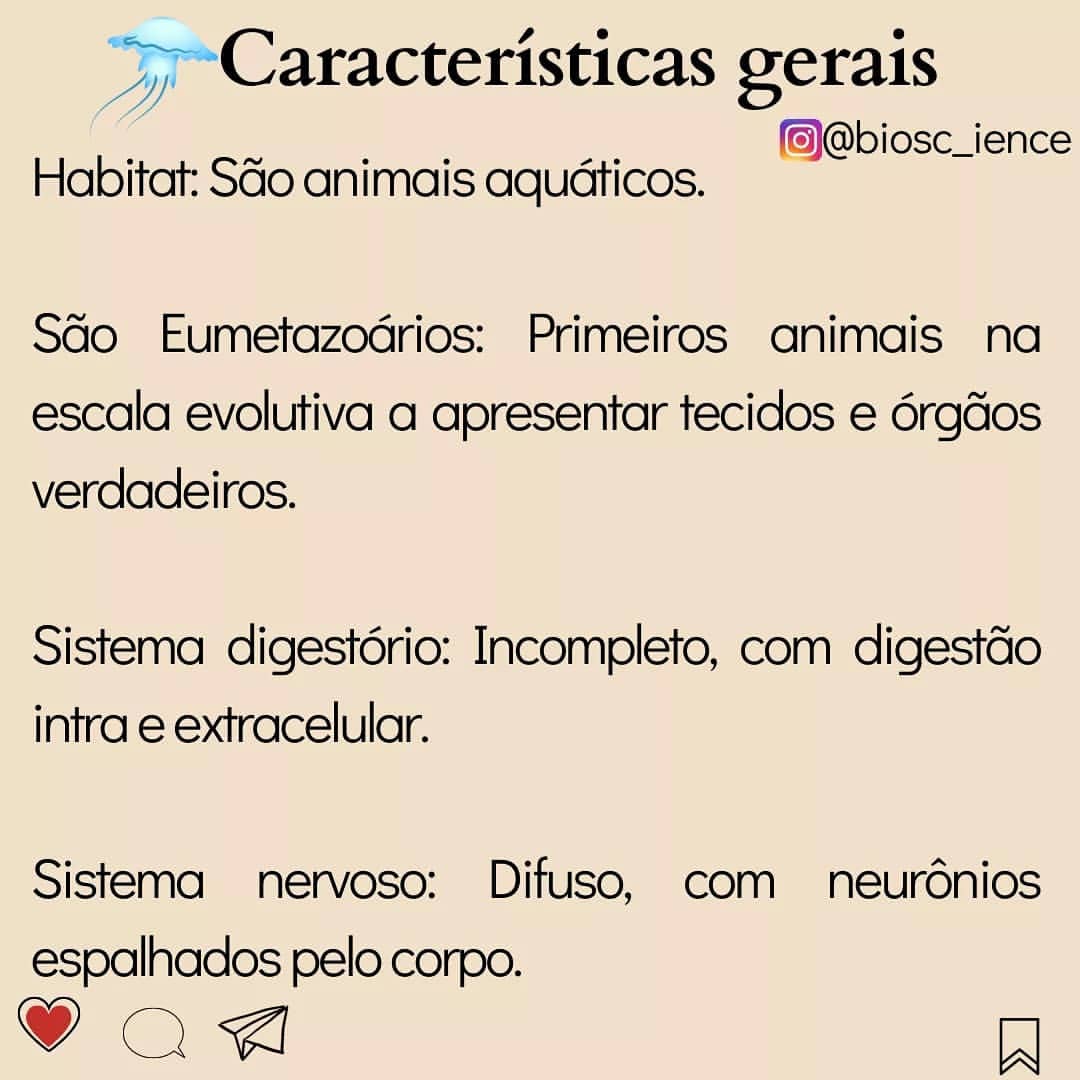 Características gerais
@biosc_ience
Habitat: São animais aquáticos.
São Eumetazoários: Primeiros animais na
escala evolutiva a apresentar tecidos e órgãos
verdadeiros.
Sistema digestório: Incompleto, com digestão
intra e extracelular.
Sistema nervoso: Difuso, com neurônios
espalhados pelo corpo.